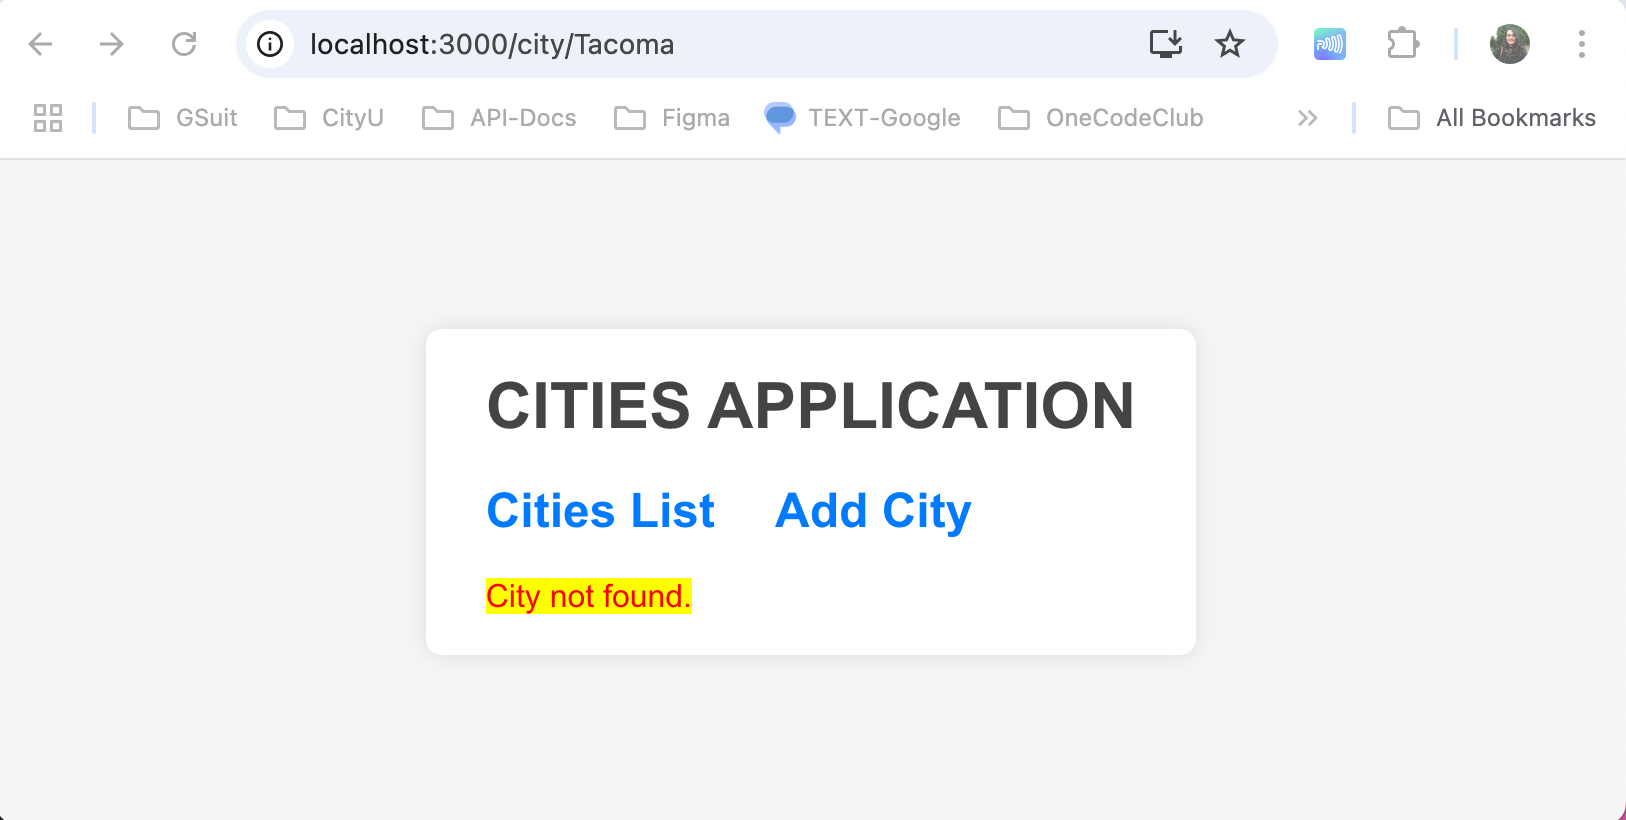 localhost:3000/city/Tacoma
GSuit CityU API-Docs Figma TEXT-Google OneCodeClub All Bookmarks
CITIES APPLICATION
Cities List Add City
City not found.